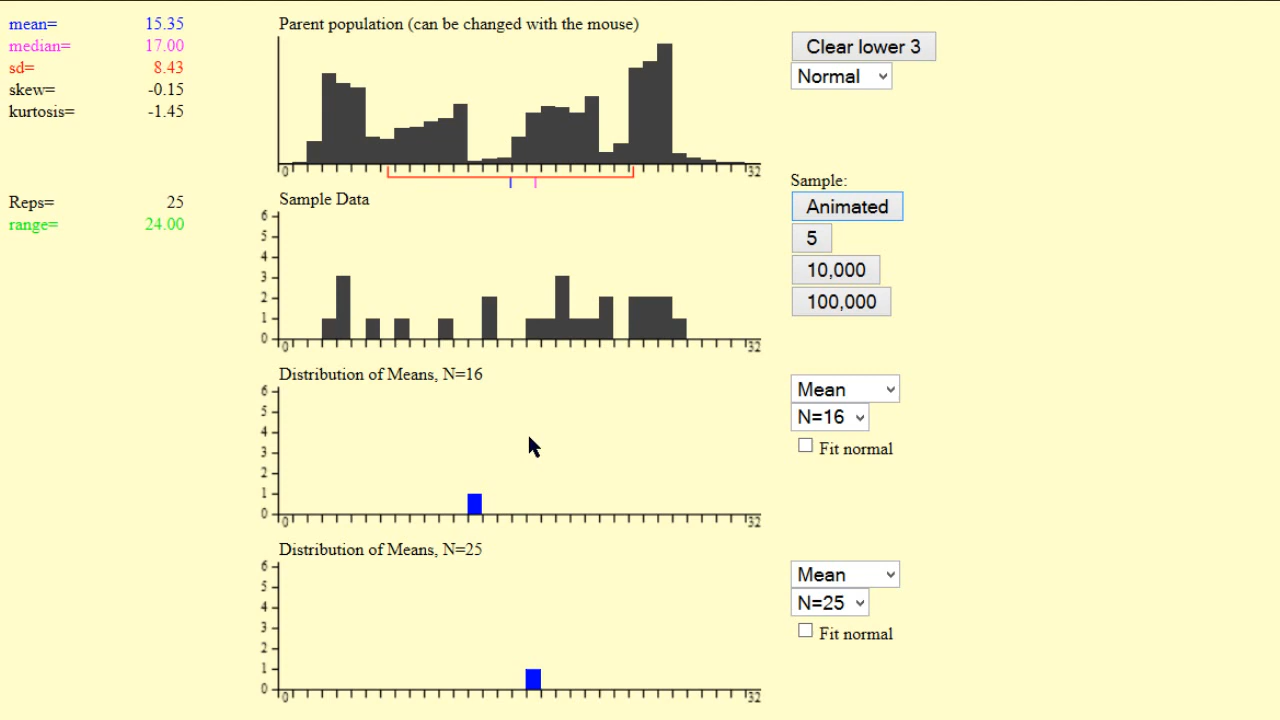 mean= 15.35
median= 17.00
sd= 8.43
skew= -0.15
kurtosis= -1.45
Parent population (can be changed with the mouse)
0 32
Clear lower 3
Normal
Reps= 25
range= 24.00
Sample Data
6
5
4
3
2
1
0
0 32
Sample:
Animated
5
10,000
100,000
Distribution of Means, N=16
6
5
4
3
2
1
0
0 32
Mean
N=16
Fit normal
Distribution of Means, N=25
6
5
4
3
2
1
0
0 32
Mean
N=25
Fit normal